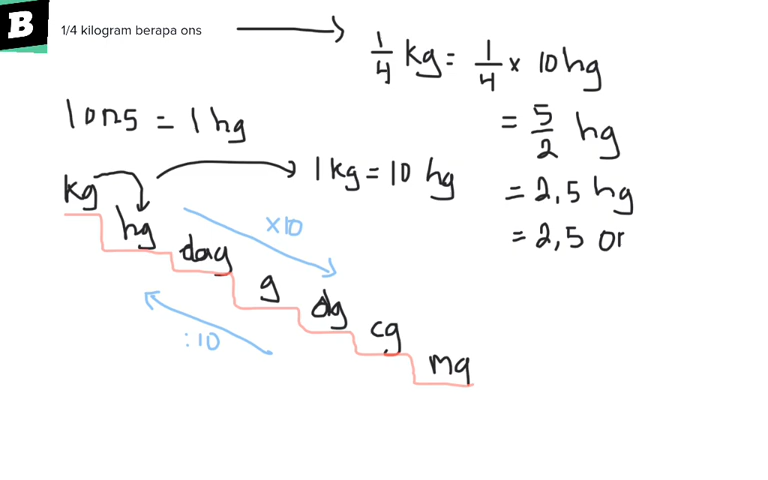 B
1/4 kilogram berapa ons
1/4 kg = 1/4 x 10 hg
= 5/2 hg
= 2,5 hg
= 2,5 or
1 ons = 1 hg
1 kg = 10 hg
kg
hg
dag
g
dg
cg
mg
x10
:10